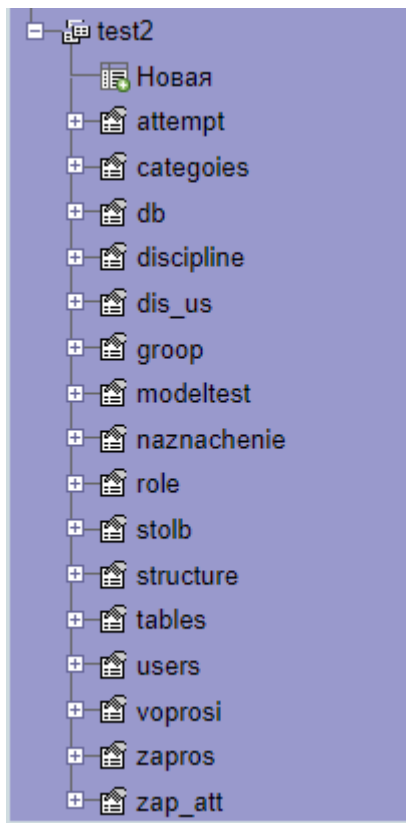 test2
Новая
attempt
categoies
db
discipline
dis_us
groop
modeltest
naznachenie
role
stolb
structure
tables
users
voprosi
zapros
zap_att